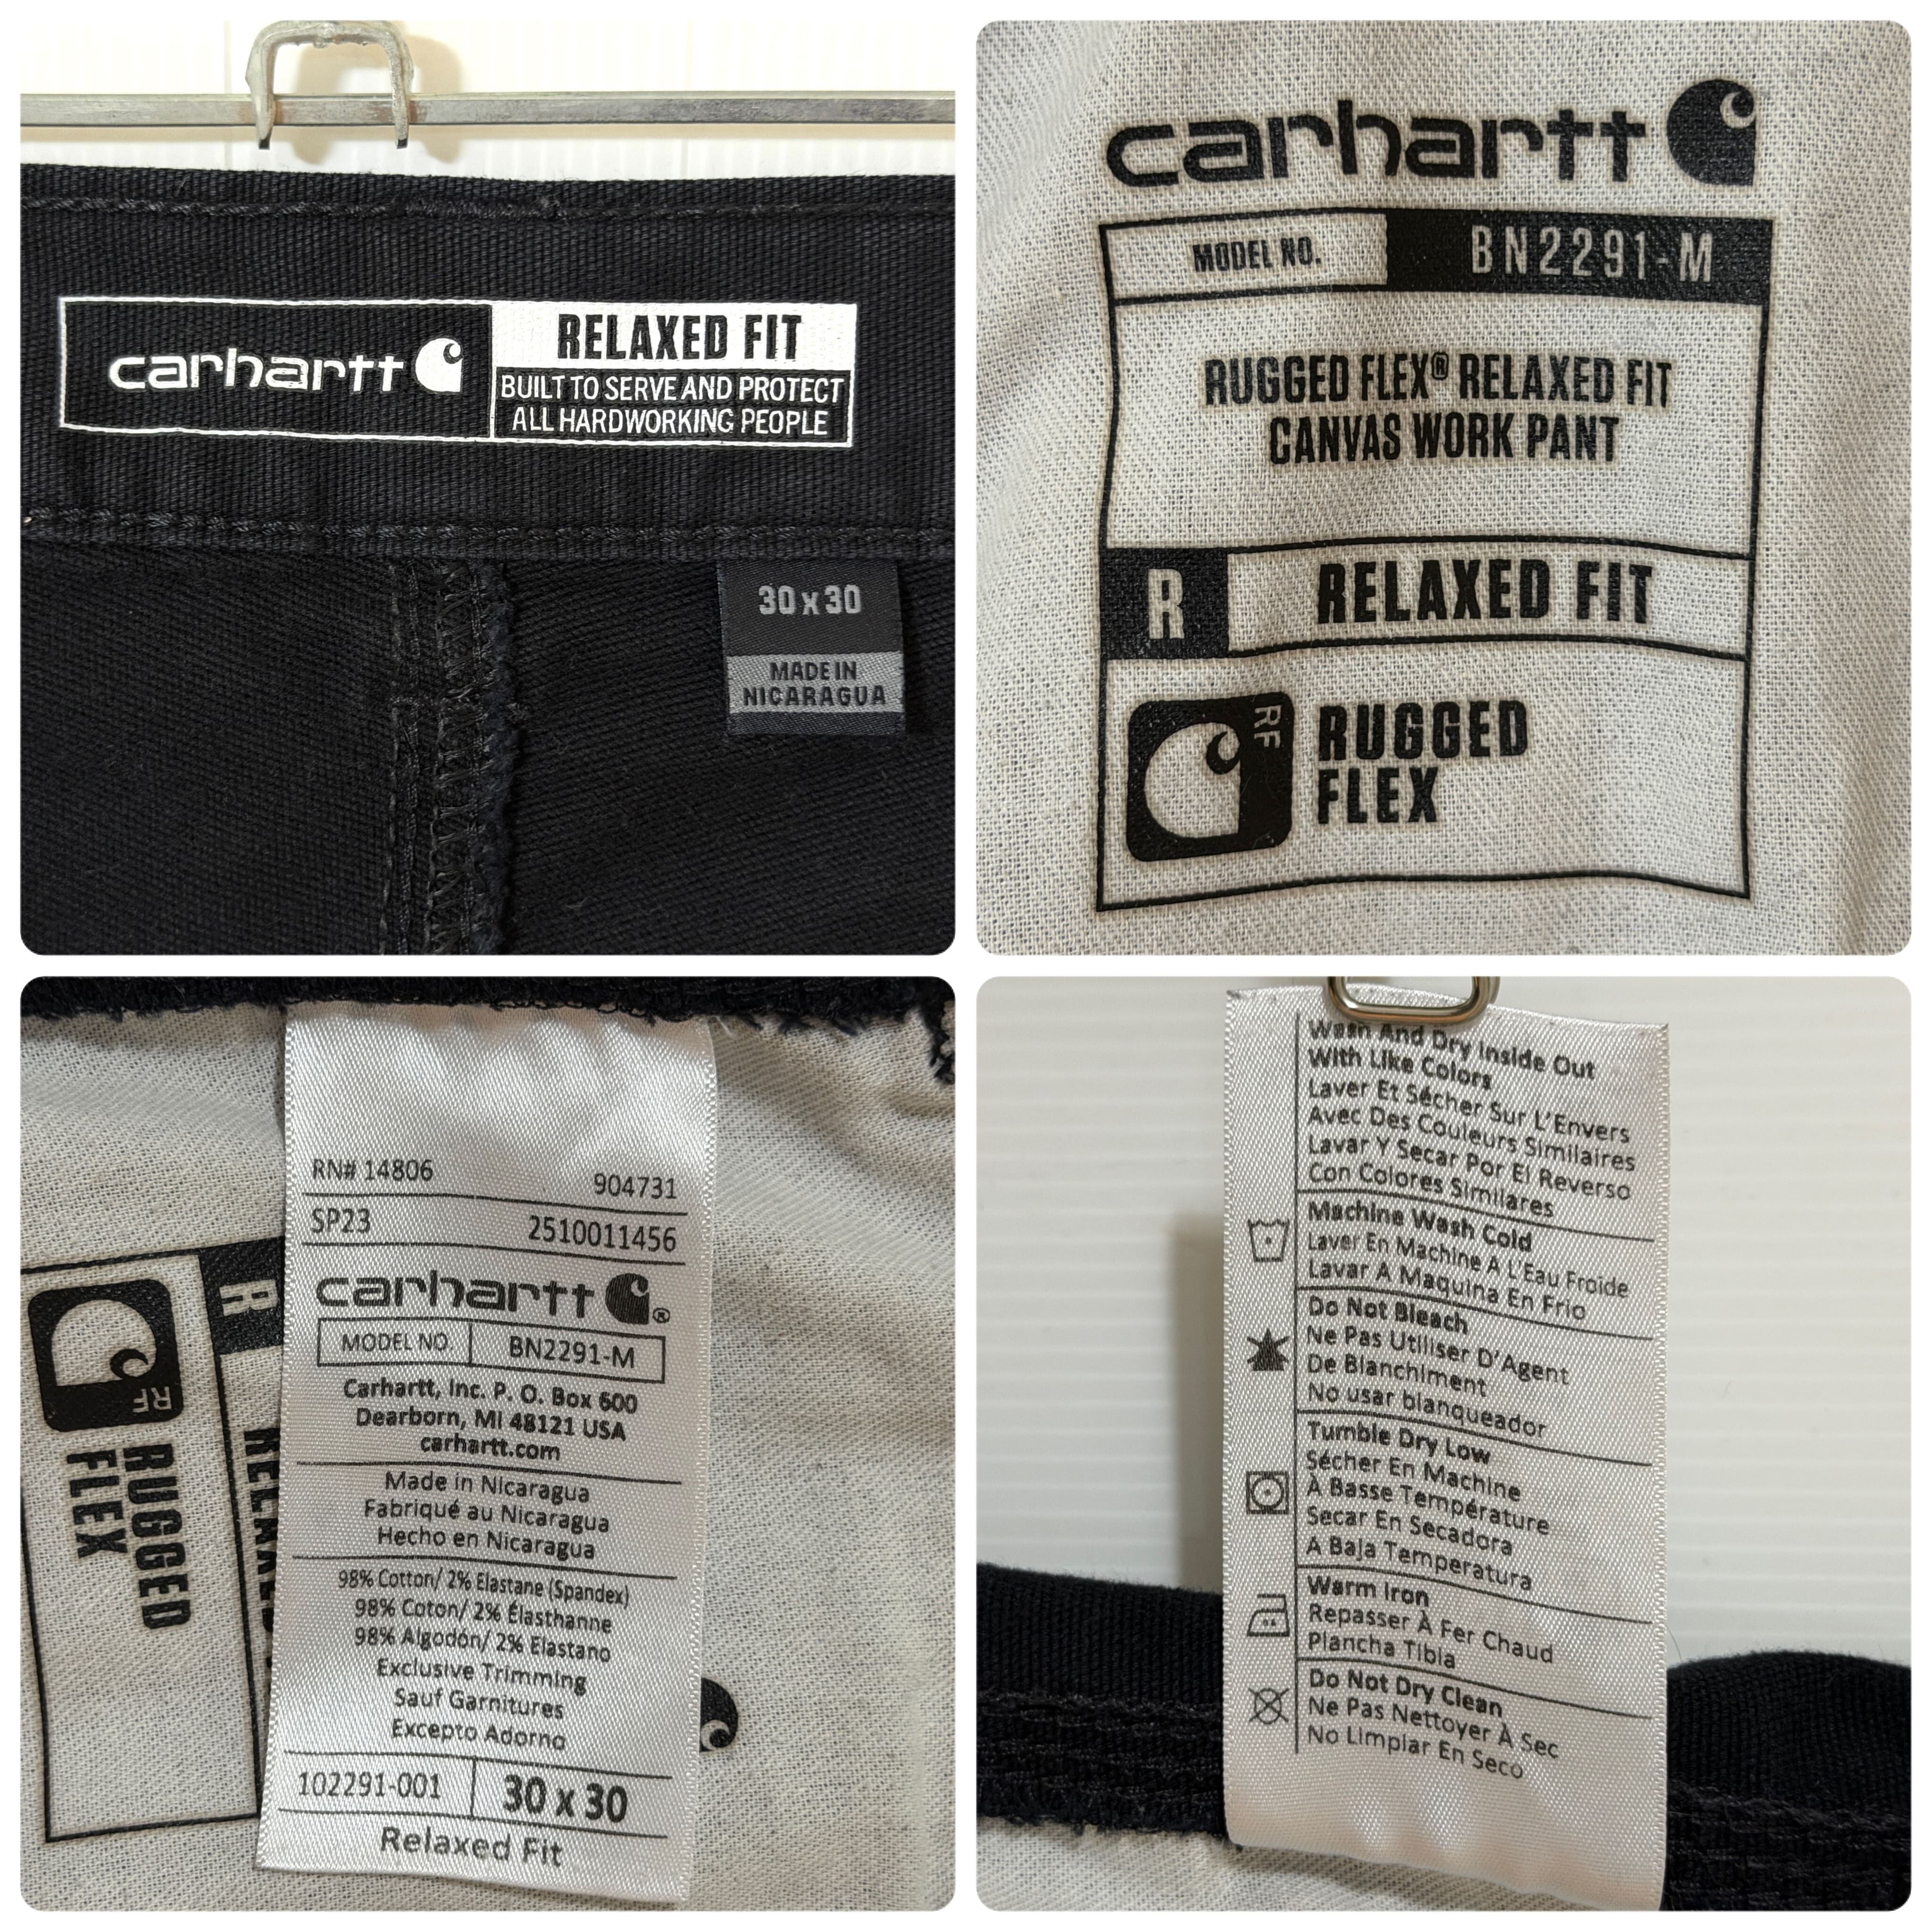 carhartt
RELAXED FIT
BUILT TO SERVE AND PROTECT
ALL HARDWORKING PEOPLE
30 x 30
MADE IN
NICARAGUA
carhartt
MODEL NO. BN2291-M
RUGGED FLEX® RELAXED FIT
CANVAS WORK PANT
R RELAXED FIT
RF
RUGGED
FLEX
RN# 14806 904731
SP23 2510011456
carhartt ®
MODEL NO. BN2291-M
Carhartt, Inc. P. O. Box 600
Dearborn, MI 48121 USA
carhartt.com
Made in Nicaragua
Fabriqué au Nicaragua
Hecho en Nicaragua
98% Cotton/ 2% Elastane (Spandex)
98% Coton/ 2% Élasthanne
98% Algodón/ 2% Elastano
Exclusive Trimming
Sauf Garnitures
Excepto Adorno
102291-001 30 x 30
Relaxed Fit
R
RF
RUGGED
FLEX
Wash And Dry Inside Out
With Like Colors
Laver Et Sécher Sur L'Envers
Avec Des Couleurs Similaires
Lavar Y Secar Por El Reverso
Con Colores Similares
Machine Wash Cold
Laver En Machine A L'Eau Froide
Lavar A Maquina En Frio
Do Not Bleach
Ne Pas Utiliser D'Agent
De Blanchiment
No usar blanqueador
Tumble Dry Low
Sécher En Machine
À Basse Température
Secar En Secadora
A Baja Temperatura
Warm Iron
Repasser À Fer Chaud
Plancha Tibia
Do Not Dry Clean
Ne Pas Nettoyer À Sec
No Limpiar En Seco